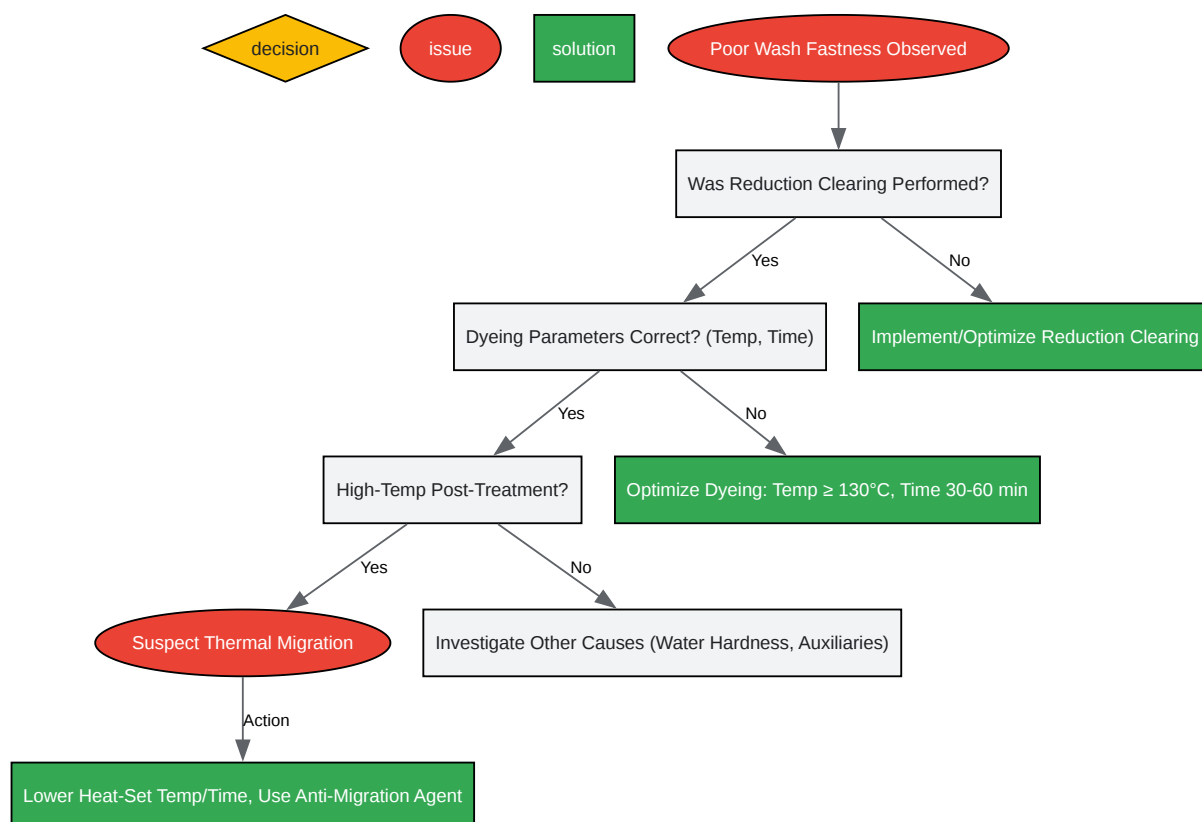 decision
issue
solution
Poor Wash Fastness Observed
Was Reduction Clearing Performed?
Yes
No
Dyeing Parameters Correct? (Temp, Time)
Implement/Optimize Reduction Clearing
Yes
No
High-Temp Post-Treatment?
Optimize Dyeing: Temp ≥ 130°C, Time 30-60 min
Yes
No
Suspect Thermal Migration
Investigate Other Causes (Water Hardness, Auxiliaries)
Action
Lower Heat-Set Temp/Time, Use Anti-Migration Agent